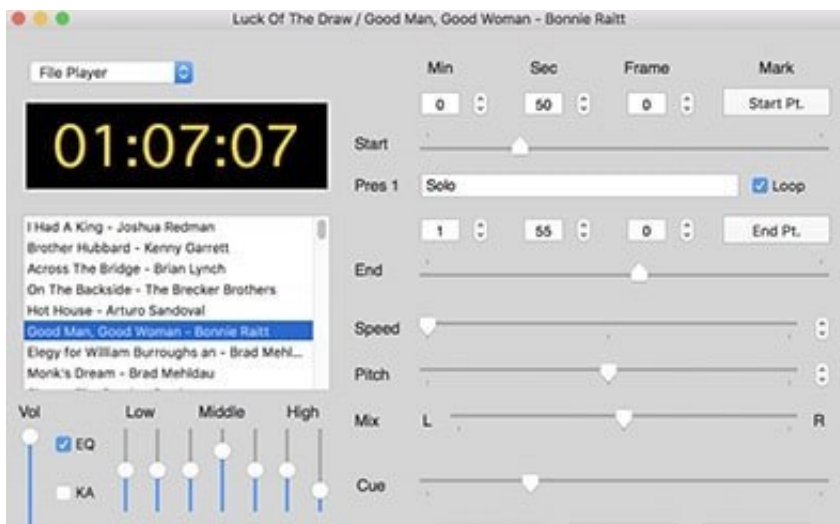 Luck Of The Draw / Good Man, Good Woman - Bonnie Raitt
File Player
Min Sec Frame Mark
0 50 0 Start Pt.
01:07:07
Start
Pres 1 Solo Loop
I Had A King - Joshua Redman
Brother Hubbard - Kenny Garrett
Across The Bridge - Brian Lynch
On The Backside - The Brecker Brothers
Hot House - Arturo Sandoval
Good Man, Good Woman - Bonnie Raitt
Elegy for William Burroughs an - Brad Mehl...
Monk's Dream - Brad Mehldau
1 55 0 End Pt.
End
Speed
Pitch
Vol Low Middle High
EQ
KA
Mix L R
Cue